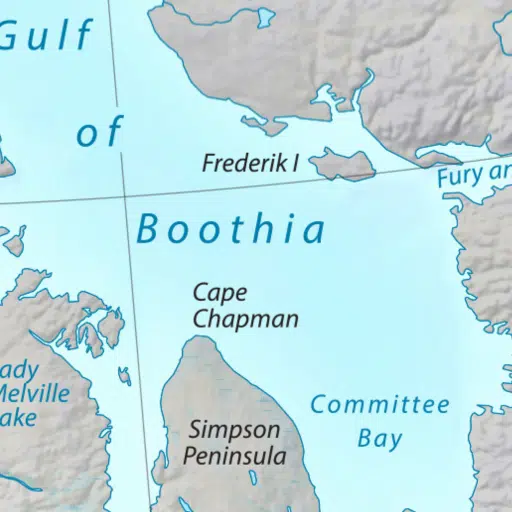 Gulf
of
Frederik I
Fury an
Boothia
Cape
Chapman
ady
Melville
ake
Committee
Bay
Simpson
Peninsula